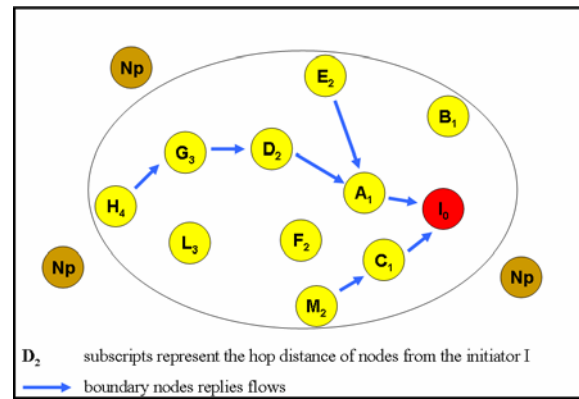 Np
E₂
B₁
G₃
D₂
A₁
H₄
I₀
L₃
F₂
C₁
Np
Np
M₂
D₂ subscripts represent the hop distance of nodes from the initiator I
boundary nodes replies flows